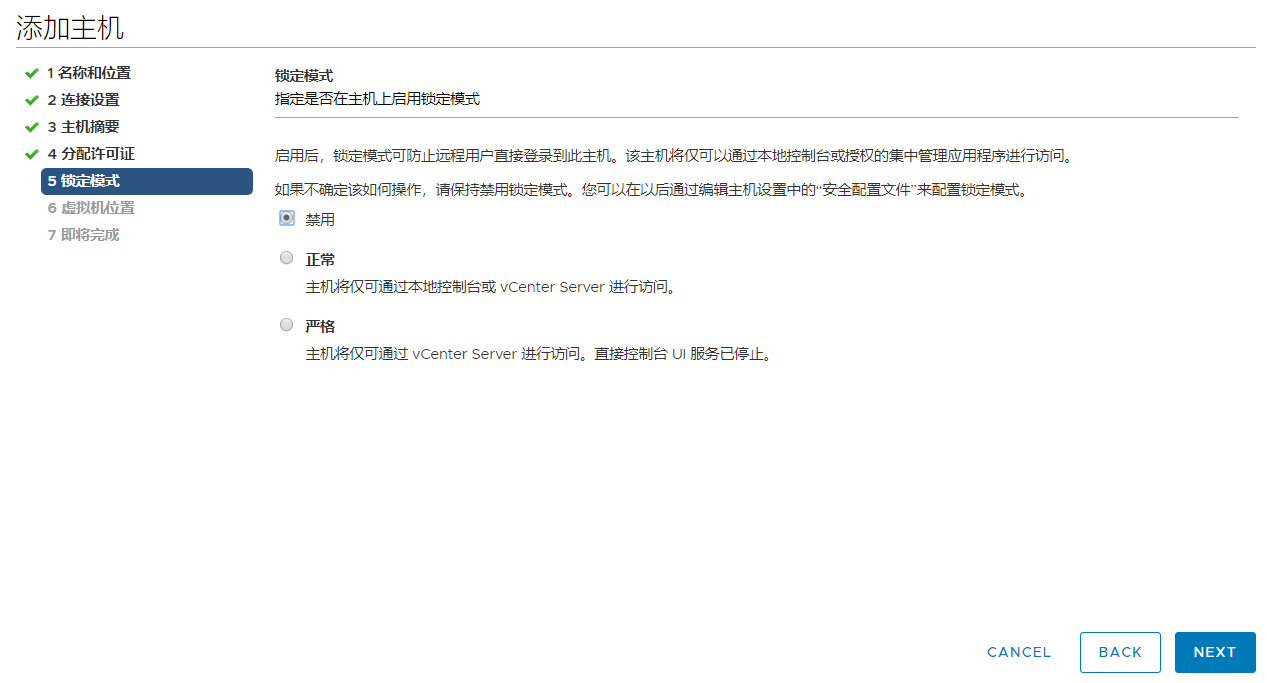 添加主机
1 名称和位置
2 连接设置
3 主机摘要
4 分配许可证
5 锁定模式
6 虚拟机位置
7 即将完成
锁定模式
指定是否在主机上启用锁定模式
启用后，锁定模式可防止远程用户直接登录到此主机。该主机将仅可以通过本地控制台或授权的集中管理应用程序进行访问。
如果不确定该如何操作，请保持禁用锁定模式。您可以在以后通过编辑主机设置中的“安全配置文件”来配置锁定模式。
禁用
正常
主机将仅可通过本地控制台或 vCenter Server 进行访问。
严格
主机将仅可通过 vCenter Server 进行访问。直接控制台 UI 服务已停止。
CANCEL
BACK
NEXT